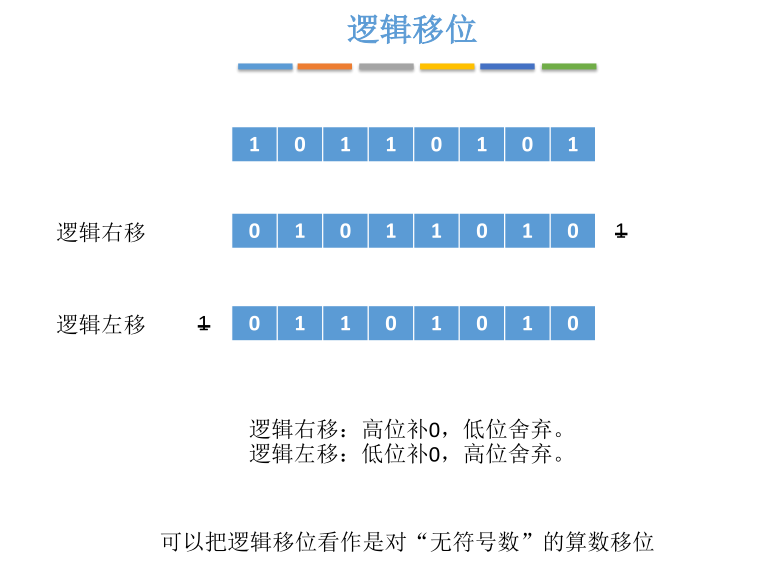 逻辑移位
1 0 1 1 0 1 0 1
逻辑右移 0 1 0 1 1 0 1 0 1
逻辑左移 1 0 1 1 0 1 0 1 0
逻辑右移：高位补0，低位舍弃。
逻辑左移：低位补0，高位舍弃。
可以把逻辑移位看作是对“无符号数”的算数移位